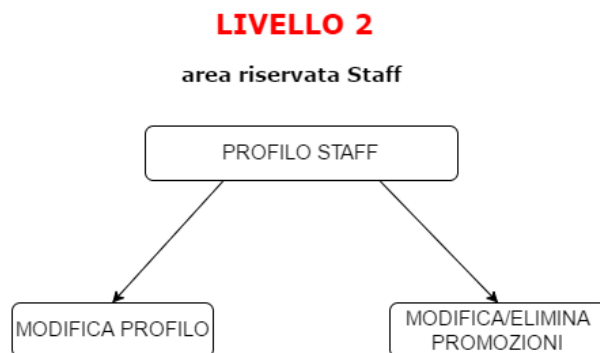 LIVELLO 2
area riservata Staff
PROFILO STAFF
MODIFICA PROFILO
MODIFICA/ELIMINA
PROMOZIONI